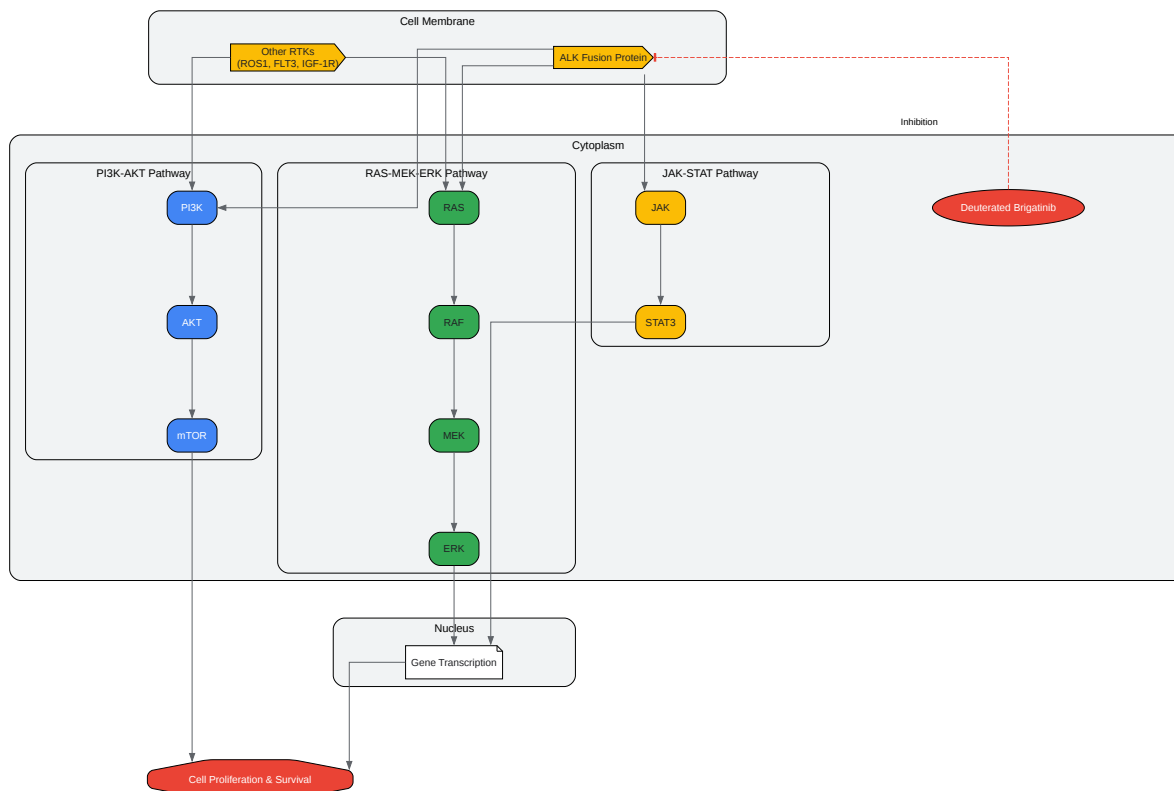 Cell Membrane
Other RTKs
(ROS1, FLT3, IGF-1R)
ALK Fusion Protein
Inhibition
Cytoplasm
PI3K-AKT Pathway
RAS-MEK-ERK Pathway
JAK-STAT Pathway
PI3K
RAS
JAK
Deuterated Brigatinib
AKT
RAF
STAT3
mTOR
MEK
ERK
Nucleus
Gene Transcription
Cell Proliferation & Survival